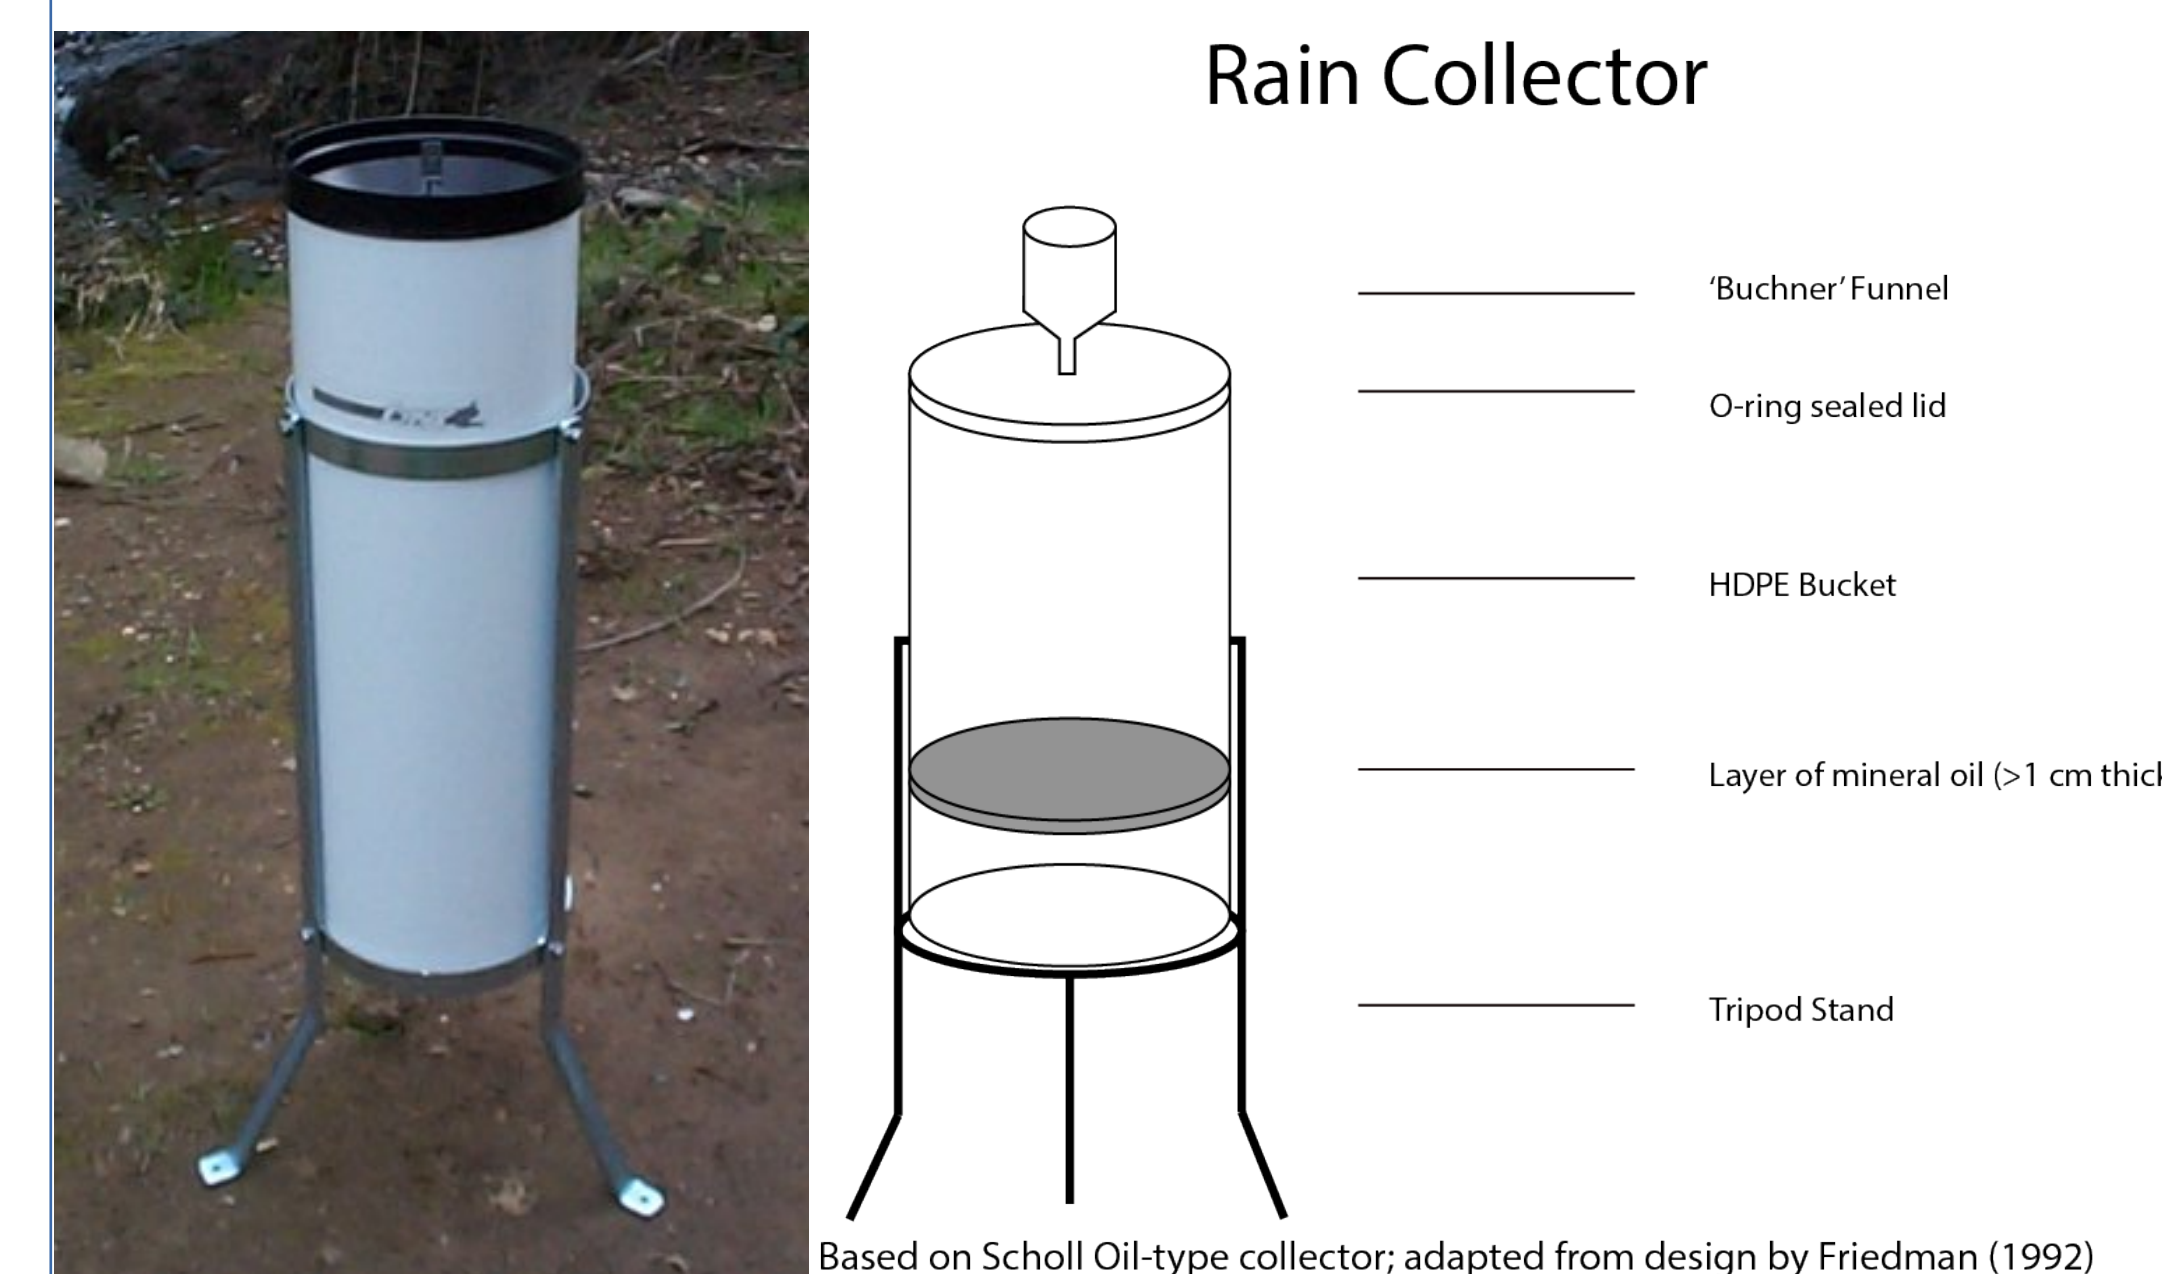 Rain Collector
‘Buchner’ Funnel
O-ring sealed lid
HDPE Bucket
Layer of mineral oil (>1 cm thick
Tripod Stand
Based on Scholl Oil-type collector; adapted from design by Friedman (1992)